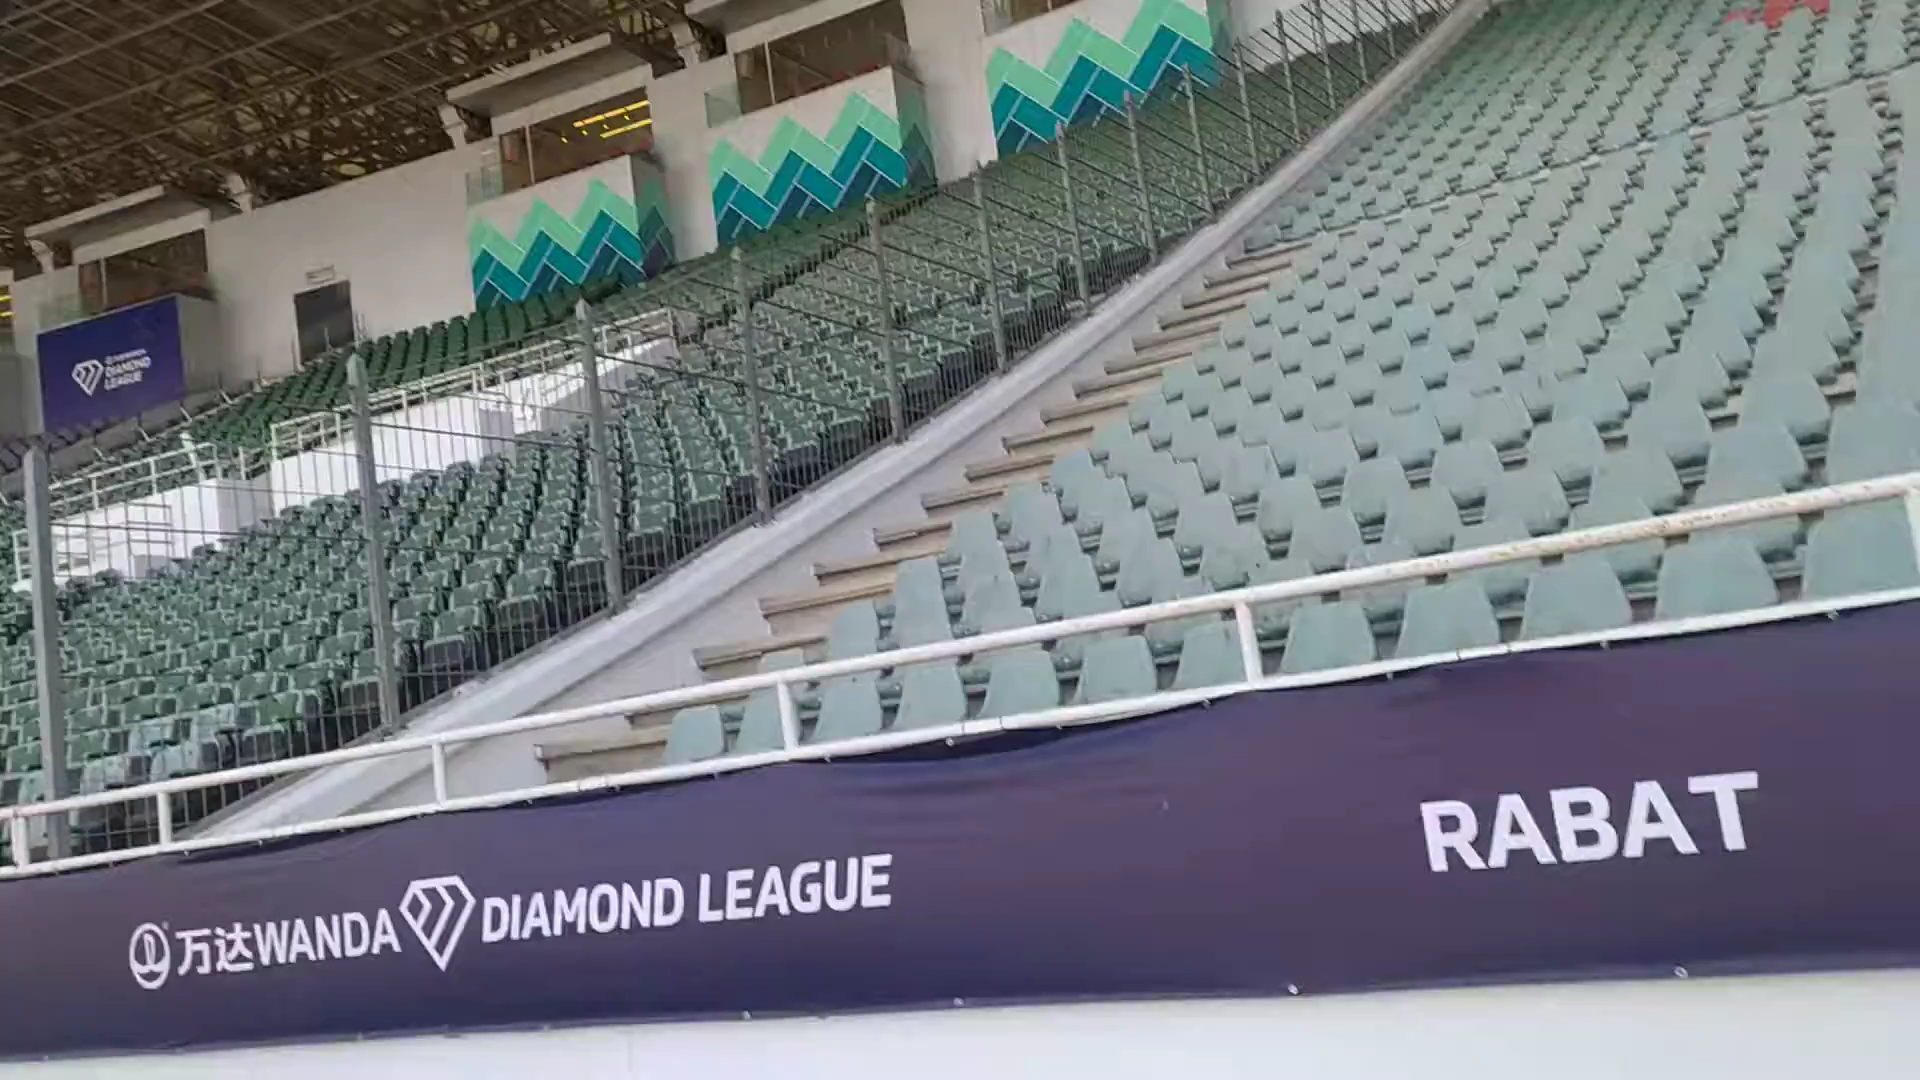 DIAMOND
LEAGUE
万达WANDA DIAMOND LEAGUE
RABAT